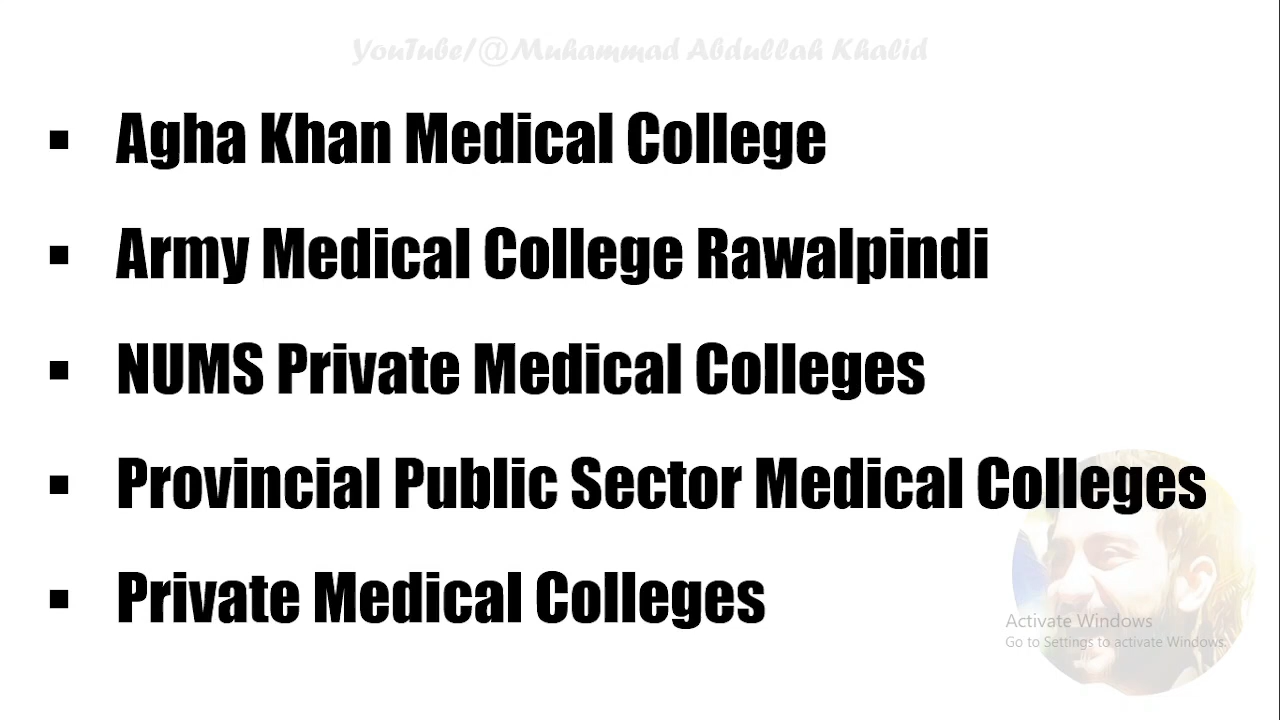 YouTube/@Muhammad Abdullah Khalid
▪ Agha Khan Medical College
▪ Army Medical College Rawalpindi
▪ NUMS Private Medical Colleges
▪ Provincial Public Sector Medical Colleges
▪ Private Medical Colleges
Activate Windows
Go to Settings to activate Windows.